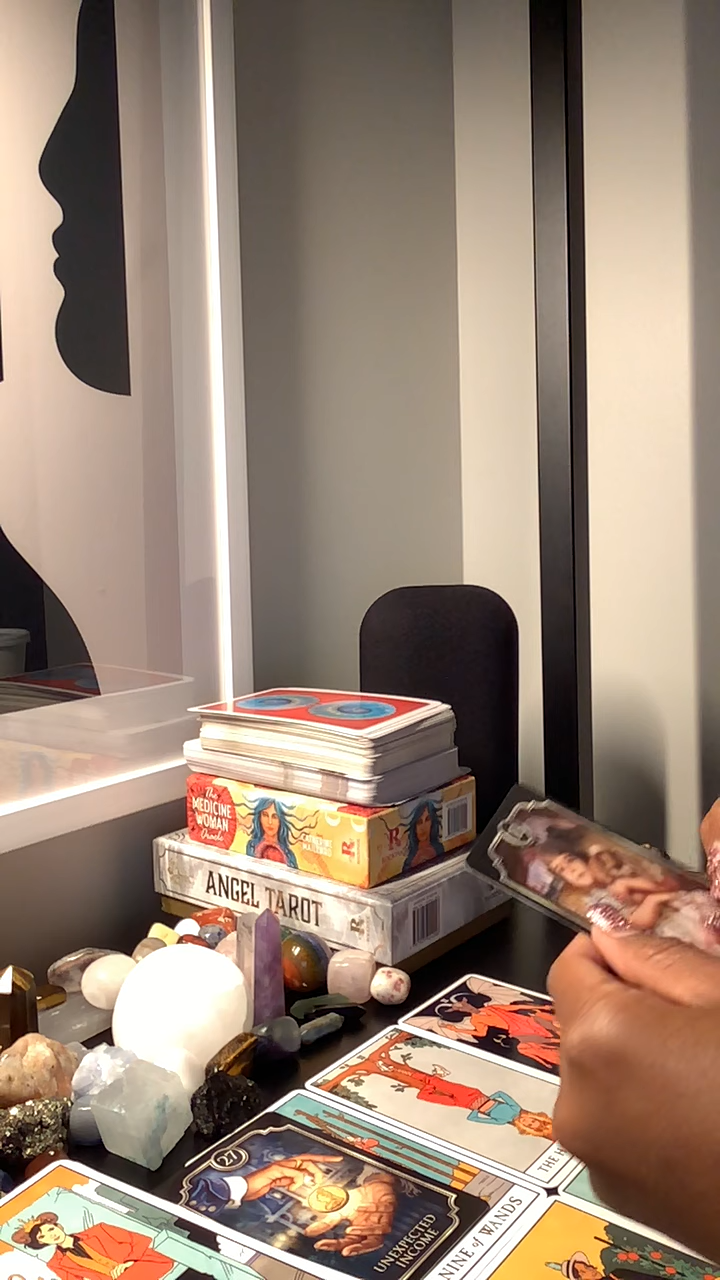 The
MEDICINE
WOMAN
Oracle
ANGEL TAROT
27
UNEXPECTED
INCOME
NINE of WANDS
THE H